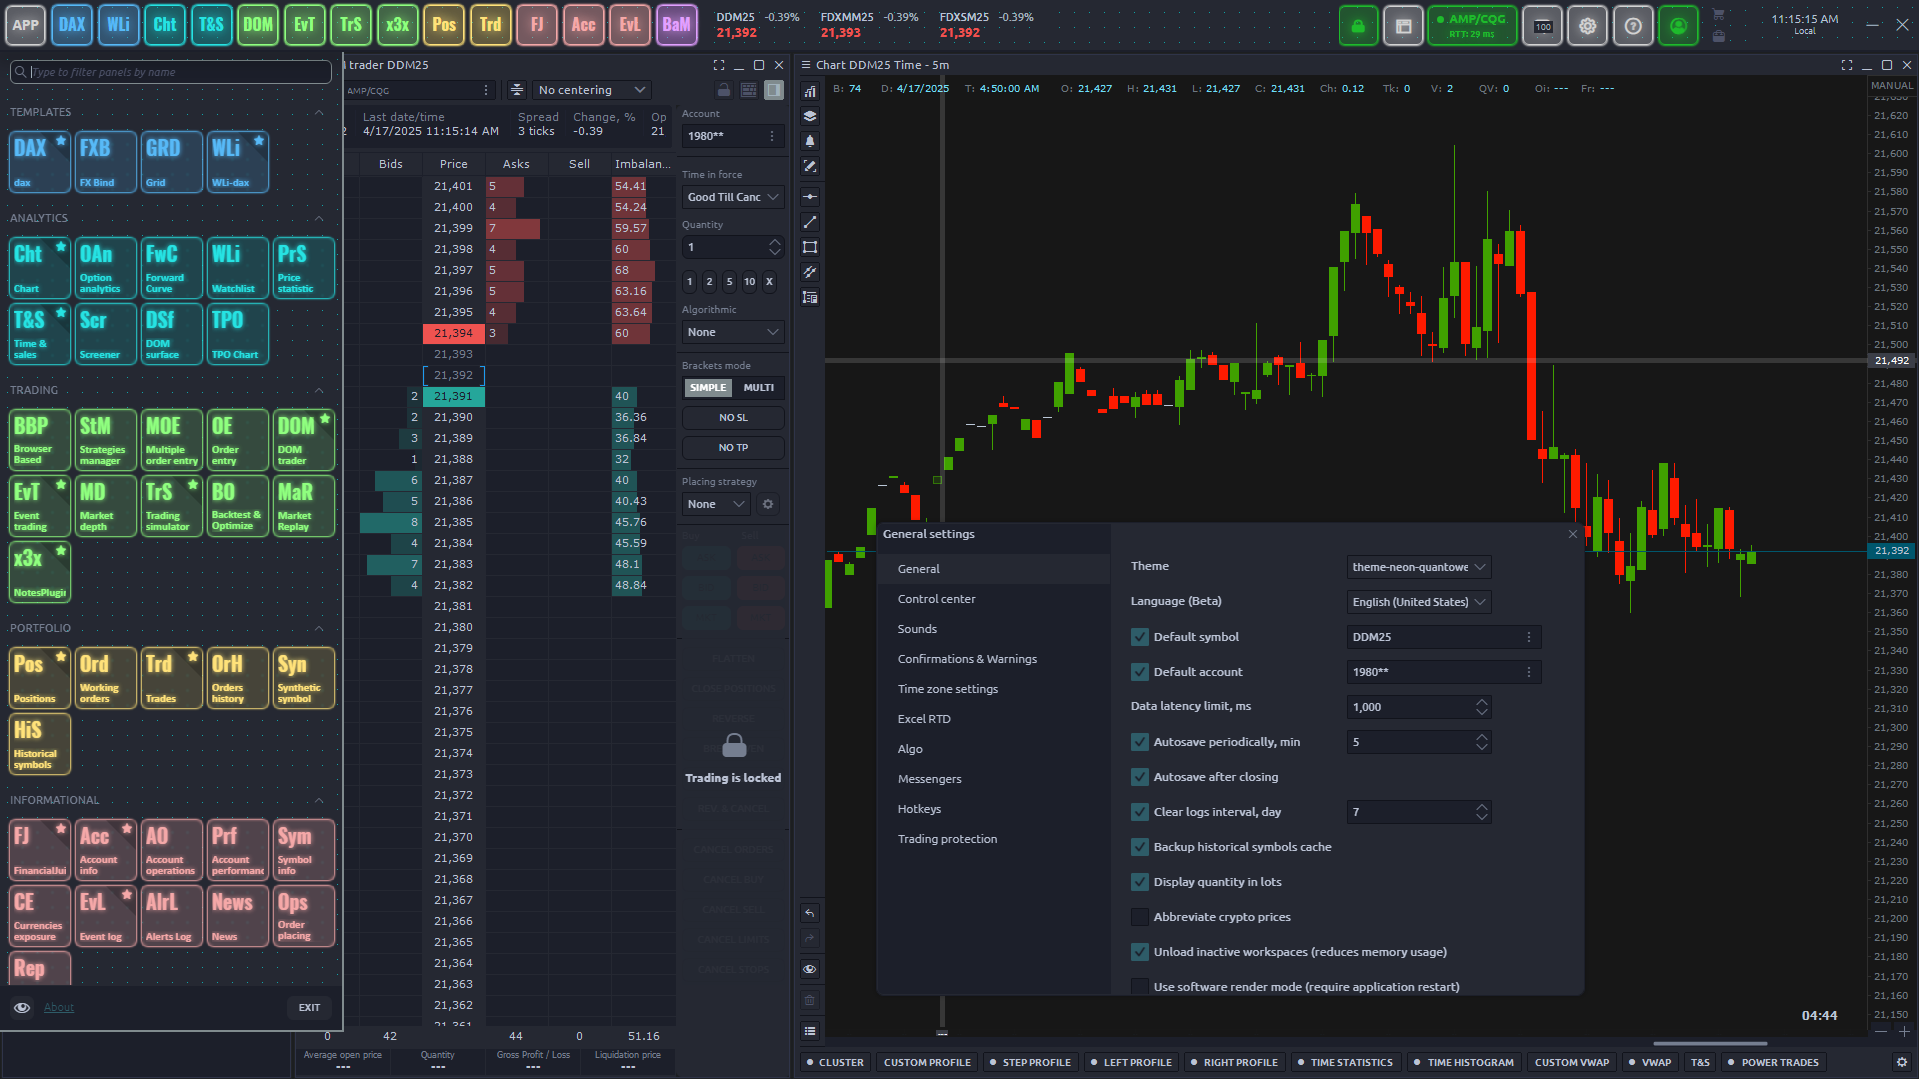 APP DAX WLi Cht T&S DOM EvT TrS x3x Pos Trd FJ Acc EvL BaM
DDM25 -0.39% FDXMM25 -0.39% FDXSM25 -0.39%
21,392 21,393 21,392
AMP/CQG
RTT: 29 ms
100
11:15:15 AM
Local
Type to filter panels by name
TEMPLATES
DAX FXB GRD WLi
dax FX Bind Grid WLi-dax
ANALYTICS
Cht OAn FwC WLi PrS
Chart Option analytics Forward Curve Watchlist Price statistic
T&S Scr DSf TPO
Time & sales Screener DOM surface TPO Chart
TRADING
BBP StM MOE OE DOM
Browser Based Strategies manager Multiple order entry Order entry DOM trader
EvT MD TrS BO MaR
Event trading Market depth Trading simulator Backtest & Optimize Market Replay
x3x
NotesPlugin
PORTFOLIO
Pos Ord Trd OrH Syn
Positions Working orders Trades Orders history Synthetic symbol
HiS
Historical symbols
INFORMATIONAL
FJ Acc AO Prf Sym
FinancialJui Account info Account operations Account performanc Symbol info
CE EvL AlrL News Ops
Currencies exposure Event log Alerts Log News Order placing
Rep
About
EXIT
trader DDM25
AMP/CQG
No centering
Last date/time Spread Change, % Op
4/17/2025 11:15:14 AM 3 ticks -0.39 21
Bids Price Asks Sell Imbalan...
21,401 5 54.41
21,400 4 54.24
21,399 7 59.57
21,398 4 60
21,397 5 68
21,396 5 63.16
21,395 4 63.64
21,394 3 60
21,393
21,392
2 21,391 40
2 21,390 36.36
3 21,389 36.84
1 21,388 32
6 21,387 40
5 21,386 40.43
8 21,385 45.76
4 21,384 45.59
7 21,383 48.1
4 21,382 48.84
21,381
21,380
21,379
21,378
21,377
21,376
21,375
21,374
21,373
21,372
21,371
21,370
21,369
21,368
21,367
21,366
21,365
21,364
21,363
21,362
21,361
0 42 44 0 51.16
Average open price Quantity Gross Profit / Loss Liquidation price
--- --- --- ---
Account
1980**
Time in force
Good Till Canc
Quantity
1
1 2 5 10 X
Algorithmic
None
Brackets mode
SIMPLE MULTI
NO SL
NO TP
Placing strategy
None
FLATTEN
CLOSE POSITIONS
REVERSE
Trading is locked
REV & CANCEL
CANCEL ORDERS
CANCEL BUY
CANCEL SELL
CANCEL LIMITS
CANCEL STOPS
Chart DDM25 Time - 5m
B: 74 D: 4/17/2025 T: 4:50:00 AM O: 21,427 H: 21,431 L: 21,427 C: 21,431 Ch: 0.12 Tk: 0 V: 2 QV: 0 Oi: --- Fr: ---
MANUAL
21,620
21,610
21,600
21,590
21,580
21,570
21,560
21,550
21,540
21,530
21,520
21,510
21,500
21,492
21,480
21,470
21,460
21,450
21,440
21,430
21,420
21,410
21,400
21,392
21,380
21,370
21,360
21,350
21,340
21,330
21,320
21,310
21,300
21,290
21,280
21,270
21,260
21,250
21,240
21,230
21,220
21,210
21,200
21,190
21,180
21,170
21,160
21,150
General settings
General
Control center
Sounds
Confirmations & Warnings
Time zone settings
Excel RTD
Algo
Messengers
Hotkeys
Trading protection
Theme theme-neon-quantowe
Language (Beta) English (United States)
Default symbol DDM25
Default account 1980**
Data latency limit, ms 1,000
Autosave periodically, min 5
Autosave after closing
Clear logs interval, day 7
Backup historical symbols cache
Display quantity in lots
Abbreviate crypto prices
Unload inactive workspaces (reduces memory usage)
Use software render mode (require application restart)
04:44
CLUSTER CUSTOM PROFILE STEP PROFILE LEFT PROFILE RIGHT PROFILE TIME STATISTICS TIME HISTOGRAM CUSTOM VWAP VWAP T&S POWER TRADES